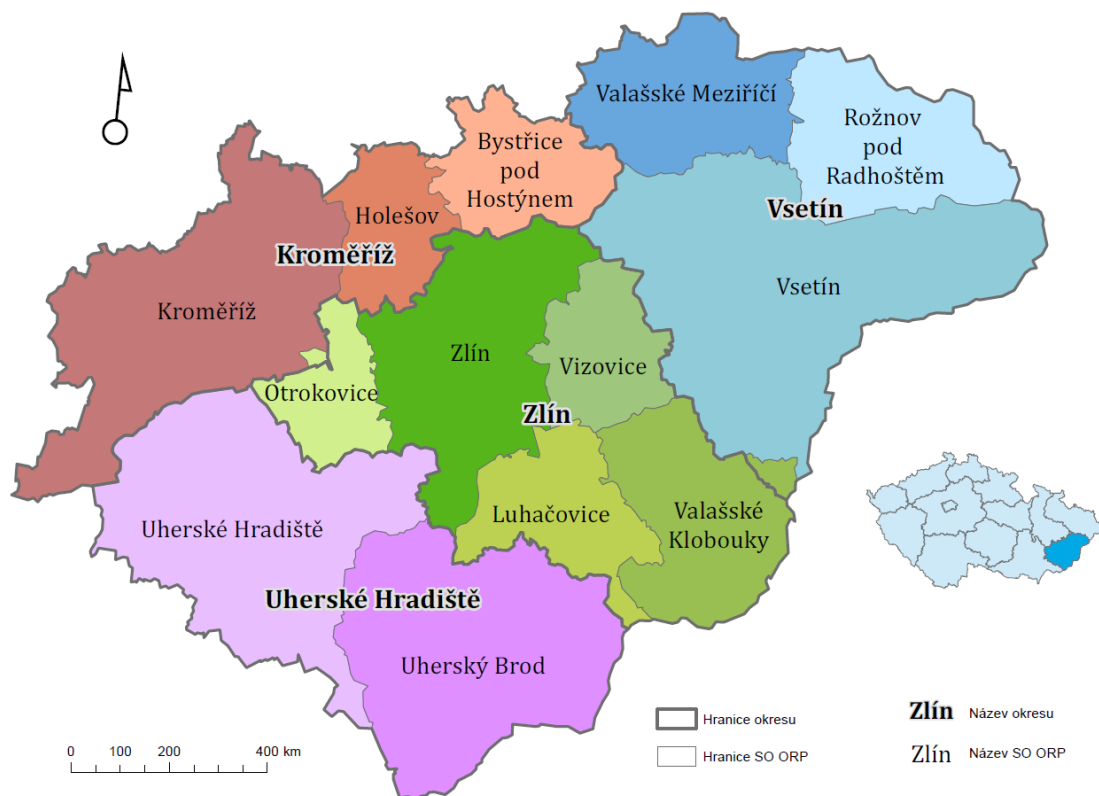 Valašské Meziříčí
Rožnov
pod
Radhoštěm
Bystřice
pod
Hostýnem
Holešov
Vsetín
Kroměříž
Vsetín
Kroměříž
Zlín
Vizovice
Otrokovice
Zlín
Luhačovice
Valašské
Klobouky
Uherské Hradiště
Uherské Hradiště
Uherský Brod
Hranice okresu
Hranice SO ORP
Zlín Název okresu
Zlín Název SO ORP
0 100 200 400 km